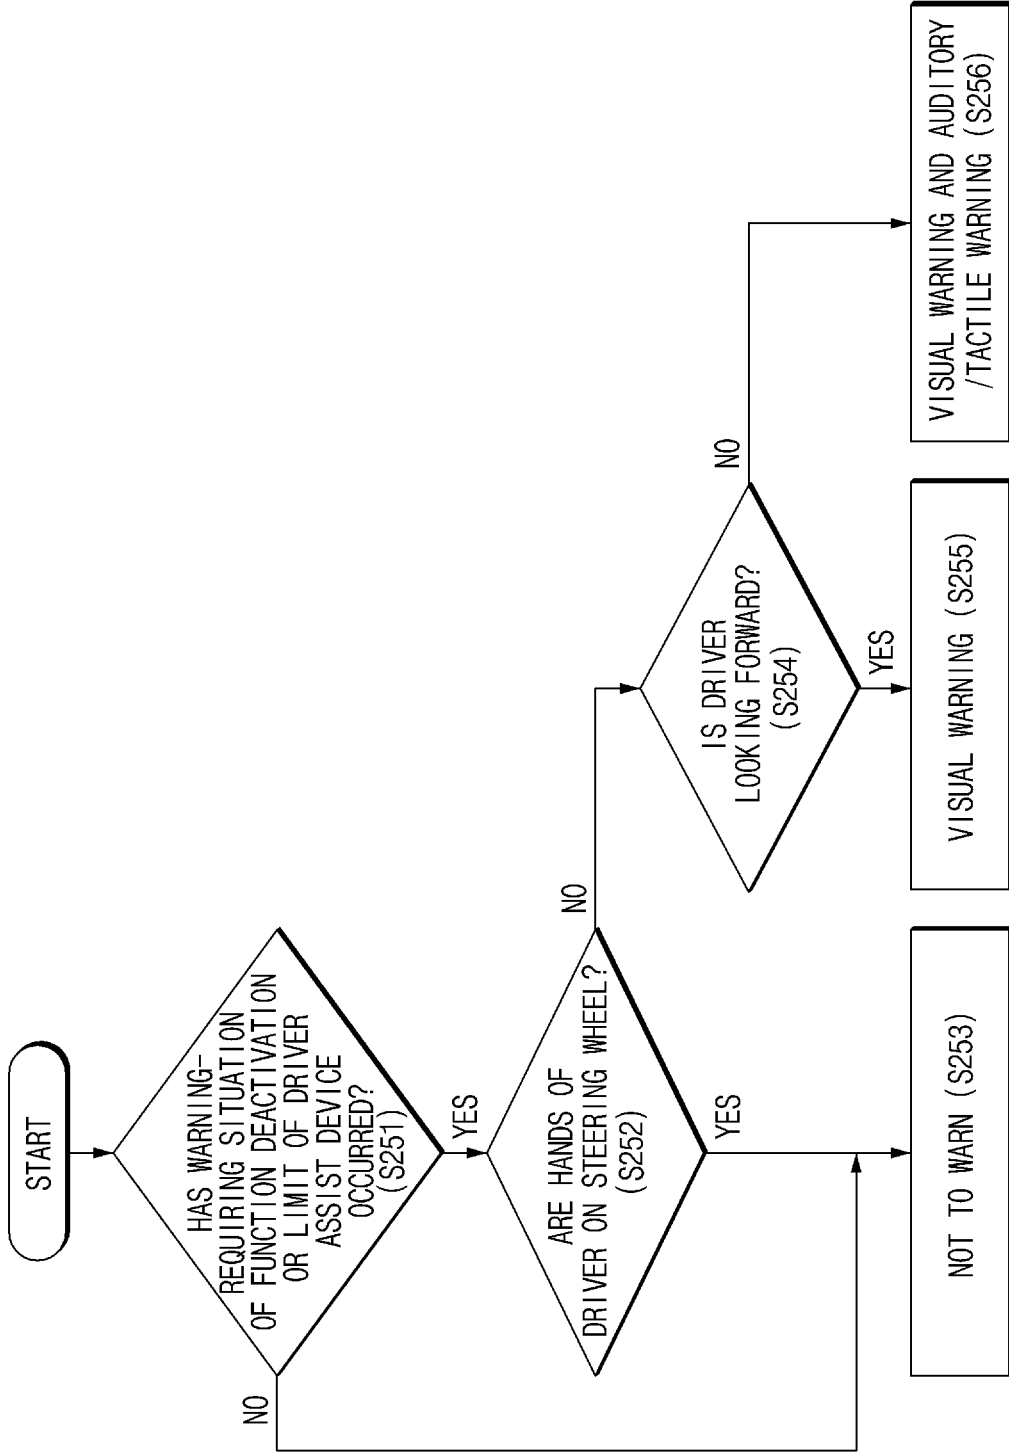 START
HAS WARNING-
REQUIRING SITUATION
OF FUNCTION DEACTIVATION
OR LIMIT OF DRIVER
ASSIST DEVICE
OCCURRED?
(S251)
NO
YES
ARE HANDS OF
DRIVER ON STEERING WHEEL?
(S252)
NO
YES
IS DRIVER
LOOKING FORWARD?
(S254)
NO
YES
NOT TO WARN (S253)
VISUAL WARNING (S255)
VISUAL WARNING AND AUDITORY
/TACTILE WARNING (S256)